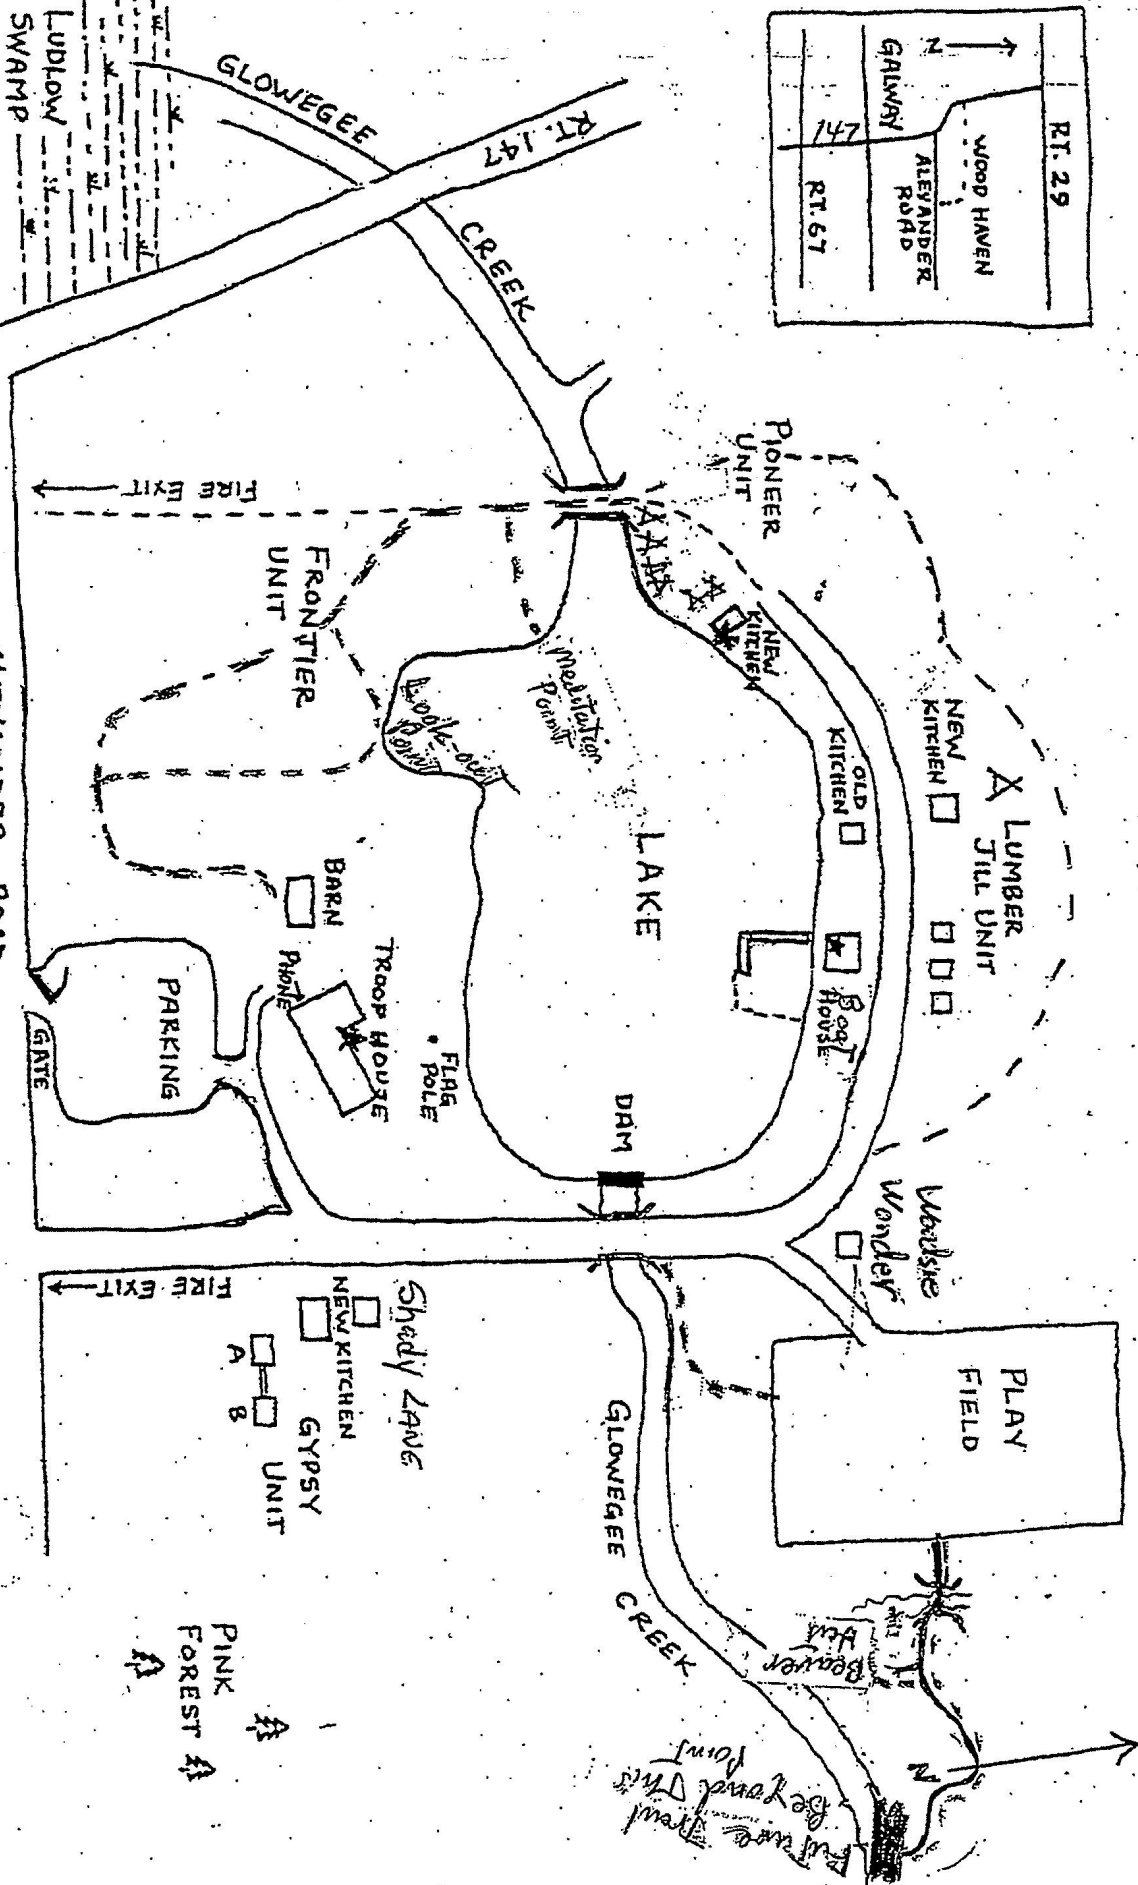 RT. 29
N
WOOD HAVEN
GALWAY
ALEXANDER
ROAD
147
RT. 67
GLOWEGEE
CREEK
RT. 147
LUDLOW
SWAMP
PIONEER
UNIT
FIRE EXIT
FRONTIER
UNIT
NEW
KITCHEN
Meditation
Point
Look-out
Point
LAKE
OLD
KITCHEN
NEW
KITCHEN
LUMBER
JILL UNIT
BOAT
HOUSE
BARN
PHONE
TROOP HOUSE
FLAG
POLE
DAM
PARKING
GATE
Woodsie
Wonder
PLAY
FIELD
FIRE EXIT
NEW KITCHEN
Shady LANE
A
B
GYPSY
UNIT
GLOWEGEE
CREEK
PINK
FOREST
Beaver
N
Future Trail
Beyond This
Point